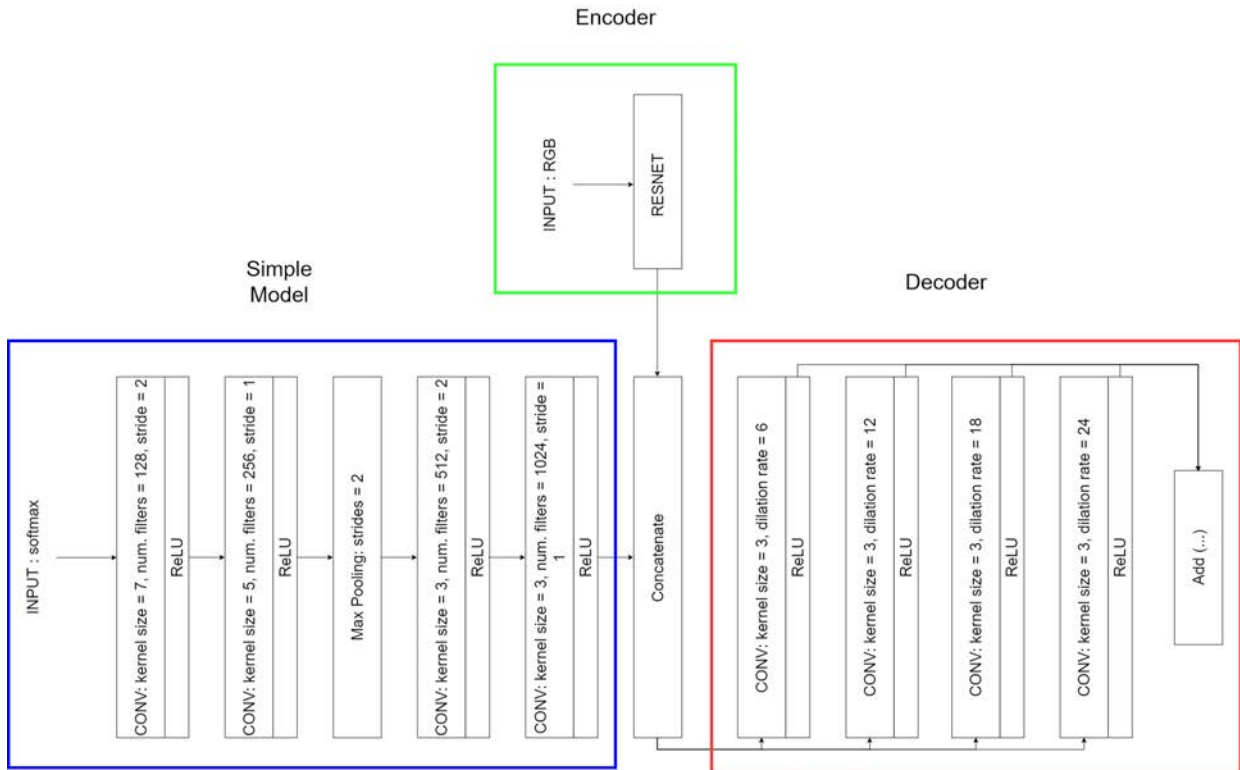 Encoder
INPUT : RGB
RESNET
Simple
Model
Decoder
INPUT : softmax
CONV: kernel size = 7, num. filters = 128, stride = 2
ReLU
CONV: kernel size = 5, num. filters = 256, stride = 1
ReLU
Max Pooling: strides = 2
CONV: kernel size = 3, num. filters = 512, stride = 2
ReLU
CONV: kernel size = 3, num. filters = 1024, stride =
1
ReLU
Concatenate
CONV: kernel size = 3, dilation rate = 6
ReLU
CONV: kernel size = 3, dilation rate = 12
ReLU
CONV: kernel size = 3, dilation rate = 18
ReLU
CONV: kernel size = 3, dilation rate = 24
ReLU
Add (...)